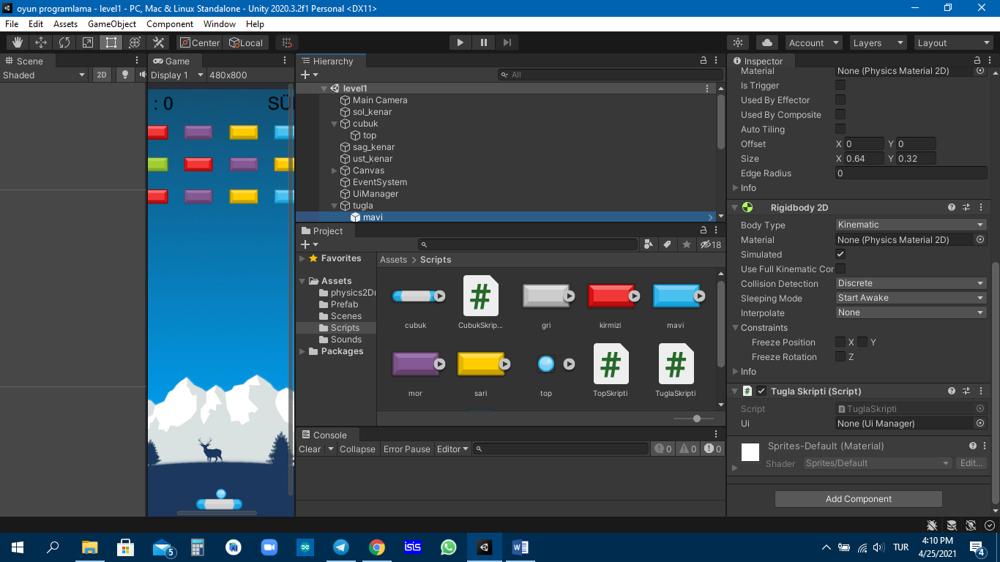 oyun programlama - level1 - PC, Mac & Linux Standalone - Unity 2020.3.2f1 Personal <DX11>
File Edit Assets GameObject Component Window Help
Center Local Account Layers Layout
Scene
Shaded 2D
Game
Display 1 480x800
: 0 SÜ
Hierarchy
All
level1
Main Camera
sol_kenar
cubuk
top
sag_kenar
ust_kenar
Canvas
EventSystem
UiManager
tugla
mavi
Project
18
Favorites
Assets
physics2D
Prefab
Scenes
Scripts
Sounds
Packages
Assets > Scripts
cubuk CubukSkrip... gri kirmizi mavi
mor sari top TopSkripti TuglaSkripti
Console
Clear Collapse Error Pause Editor 0 0 0
Inspector
Material None (Physics Material 2D)
Is Trigger
Used By Effector
Used By Composite
Auto Tiling
Offset X 0 Y 0
Size X 0.64 Y 0.32
Edge Radius 0
Info
Rigidbody 2D
Body Type Kinematic
Material None (Physics Material 2D)
Simulated
Use Full Kinematic Cor
Collision Detection Discrete
Sleeping Mode Start Awake
Interpolate None
Constraints
Freeze Position X Y
Freeze Rotation Z
Info
# Tugla Skripti (Script)
Script TuglaSkripti
Ui None (Ui Manager)
Sprites-Default (Material)
Shader Sprites/Default Edit...
Add Component
5 isis W TUR 4:10 PM
4/25/2021 4